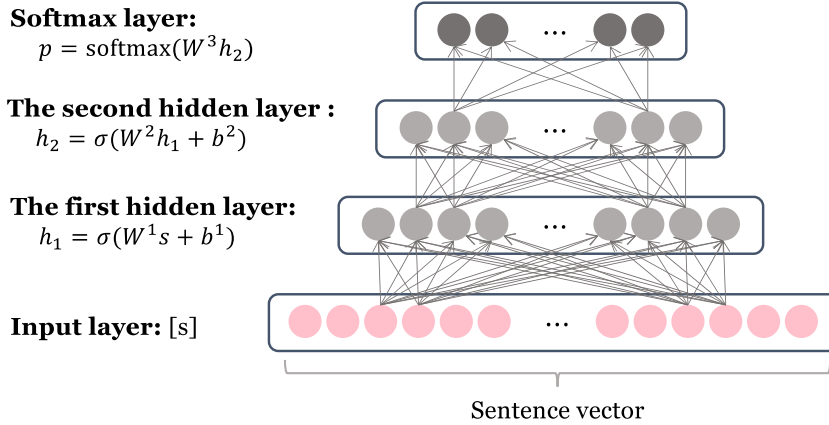 Softmax layer:
p = softmax(W³h₂)
...
The second hidden layer :
h₂ = σ(W²h₁ + b²)
...
The first hidden layer:
h₁ = σ(W¹s + b¹)
...
Input layer: [s]
...
Sentence vector